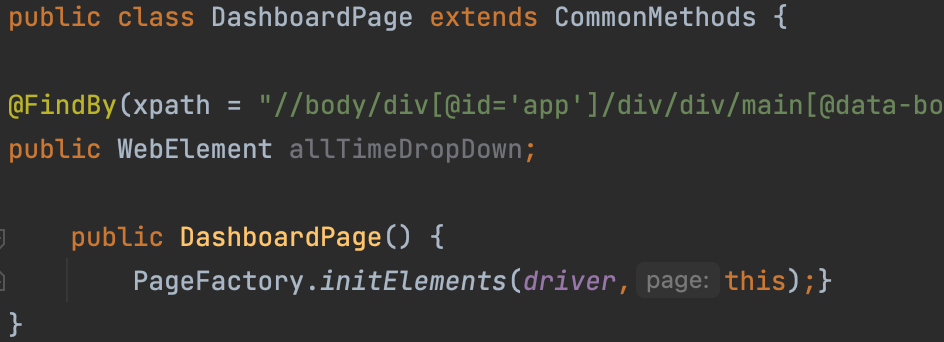 public class DashboardPage extends CommonMethods {
@FindBy(xpath = "//body/div[@id='app']/div/div/main[@data-bo
public WebElement allTimeDropDown;
public DashboardPage() {
PageFactory.initElements(driver, page: this);}
}